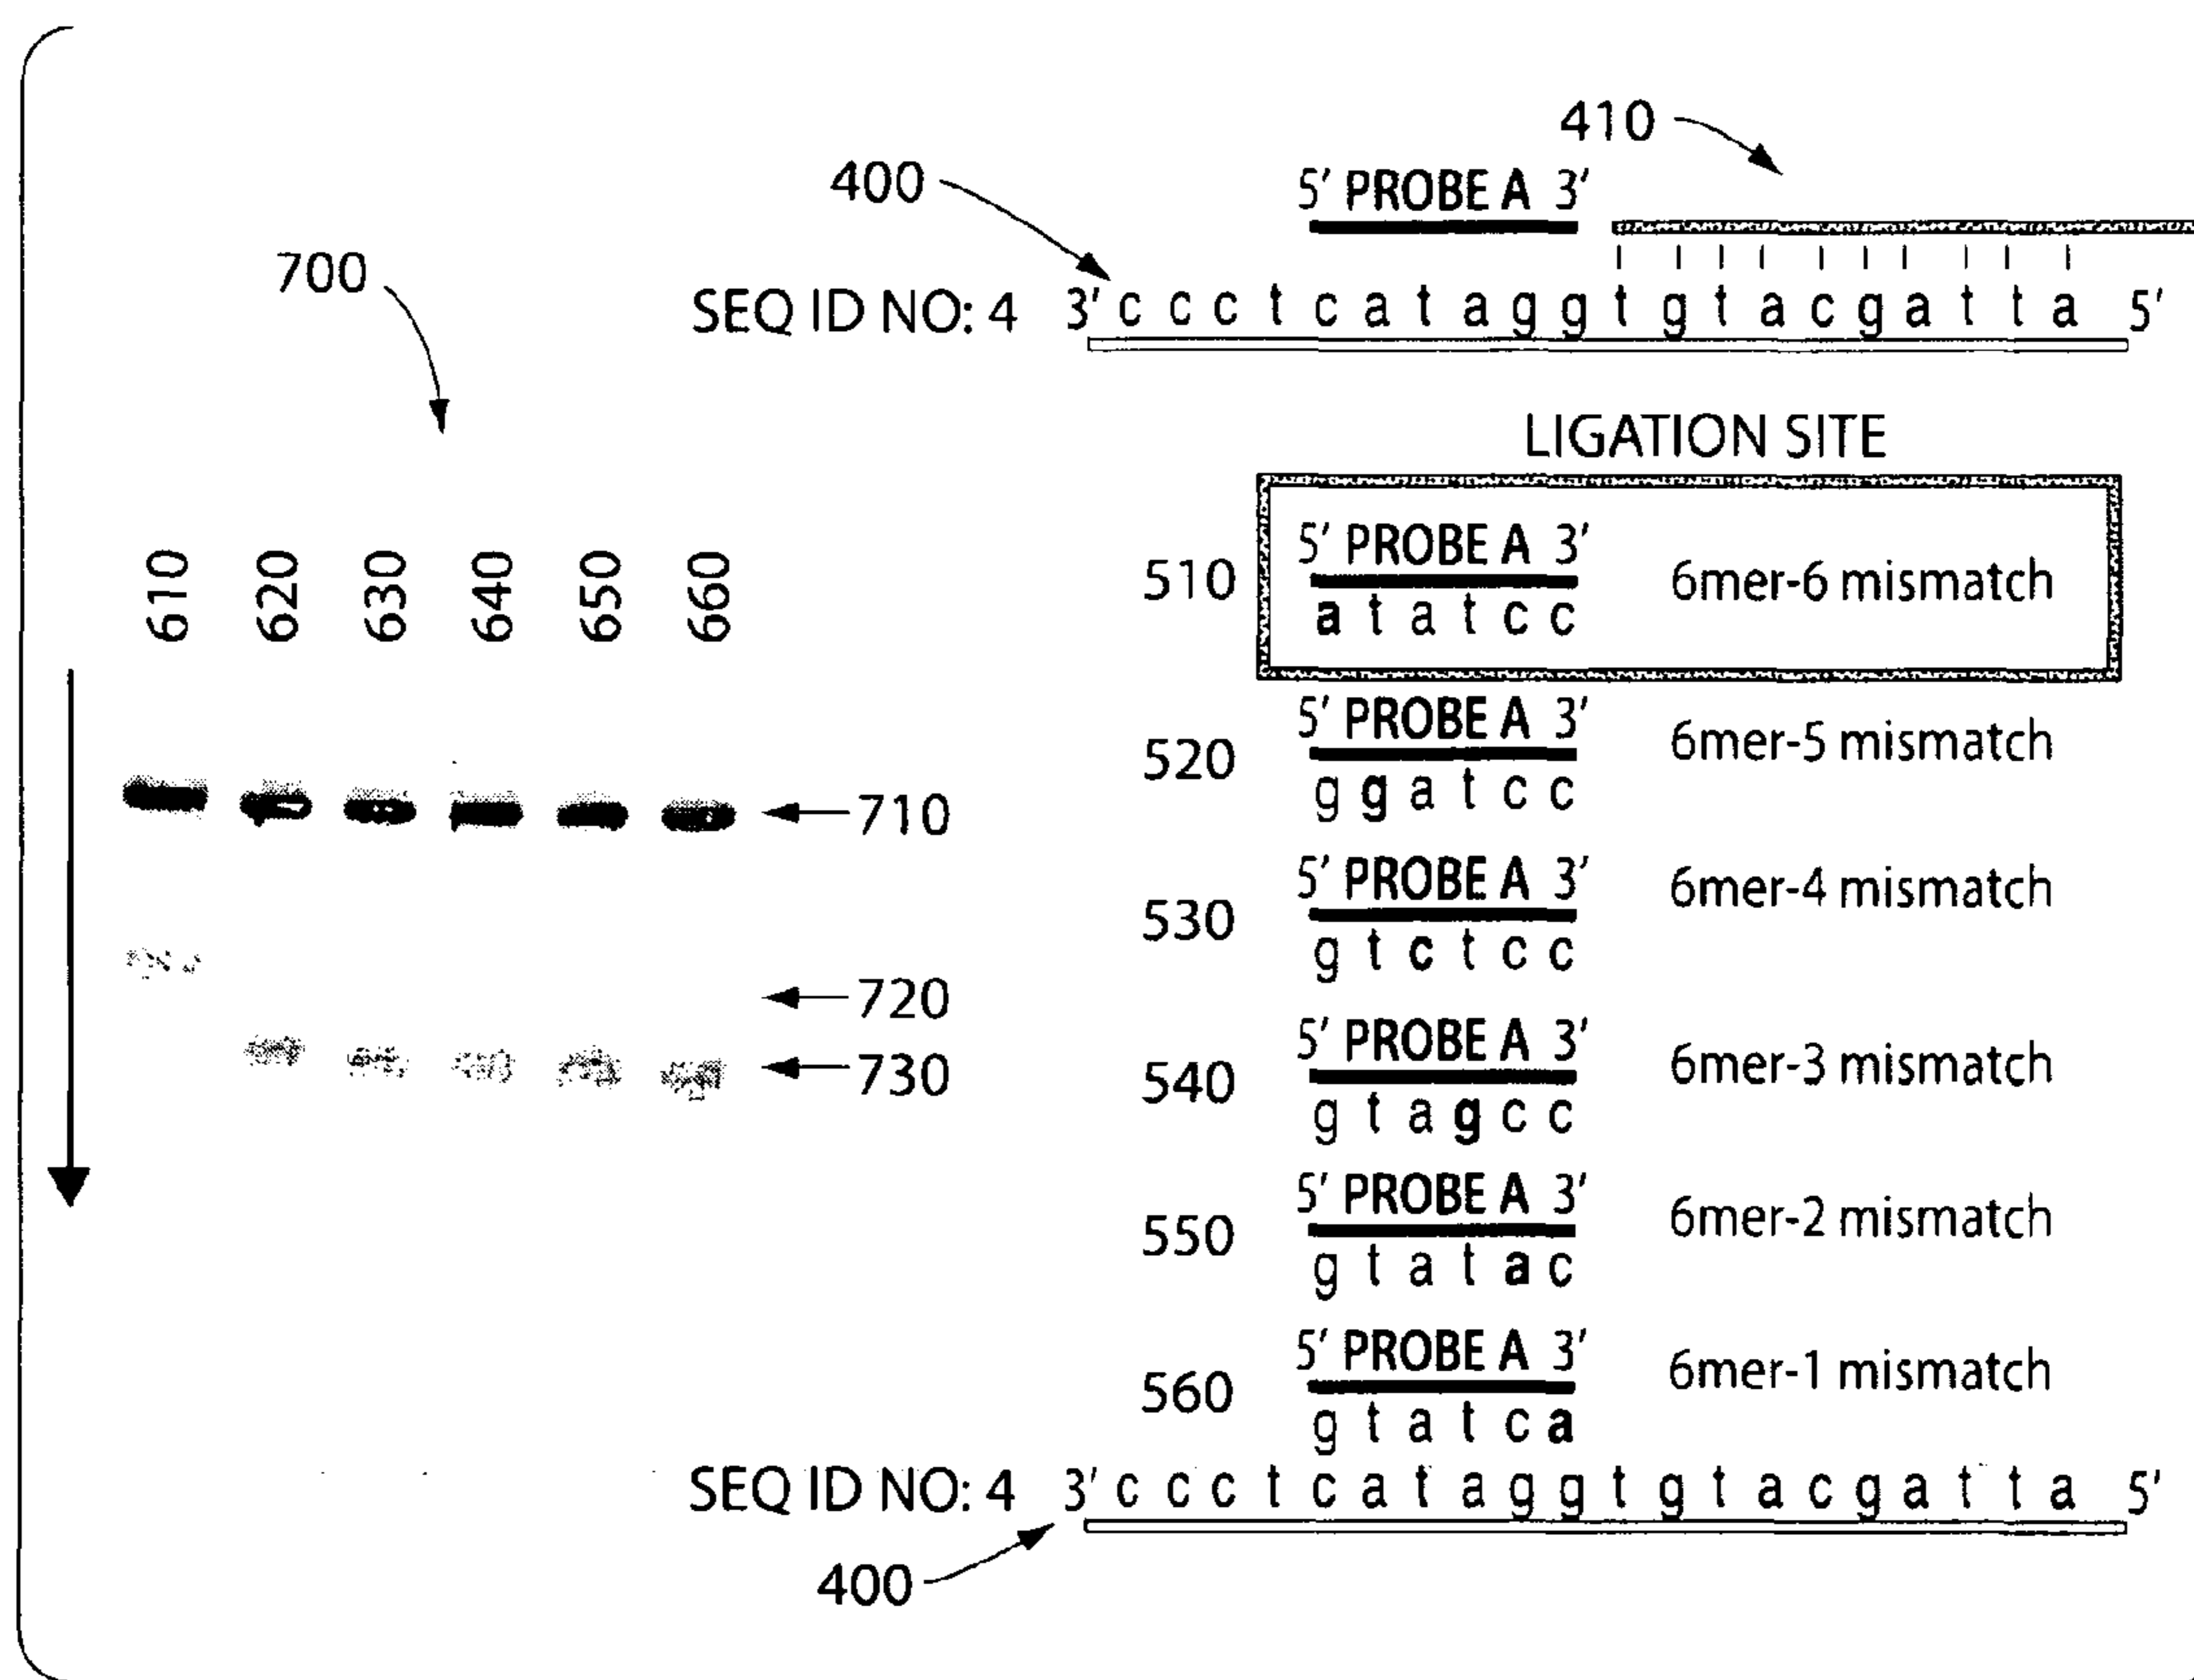 410
400
5' PROBE A 3'
700
SEQ ID NO: 4 3' c c c t c a t a g g t g t a c g a t t a 5'
LIGATION SITE
610 620 630 640 650 660
510
5' PROBE A 3'
6mer-6 mismatch
a t a t c c
520
5' PROBE A 3'
6mer-5 mismatch
g g a t c c
710
530
5' PROBE A 3'
6mer-4 mismatch
g t c t c c
720
730
540
5' PROBE A 3'
6mer-3 mismatch
g t a g c c
550
5' PROBE A 3'
6mer-2 mismatch
g t a t a c
560
5' PROBE A 3'
6mer-1 mismatch
g t a t c a
SEQ ID NO: 4 3' c c c t c a t a g g t g t a c g a t t a 5'
400